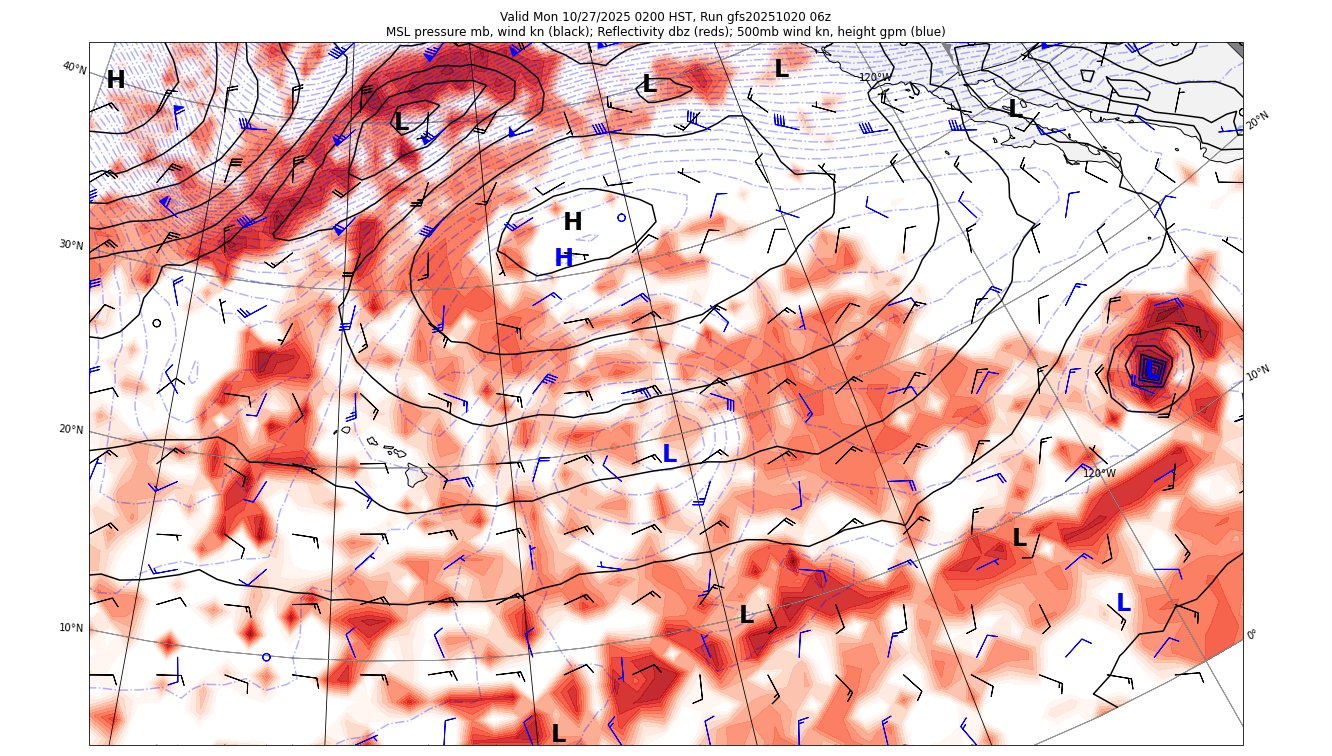 Valid Mon 10/27/2025 0200 HST, Run gfs20251020 06z
MSL pressure mb, wind kn (black); Reflectivity dbz (reds); 500mb wind kn, height gpm (blue)
40°N
H
L
L
L
120°W
L
20°N
30°N
H
H
10°N
L
20°N
L
120°W
L
10°N
L
L
0°
L